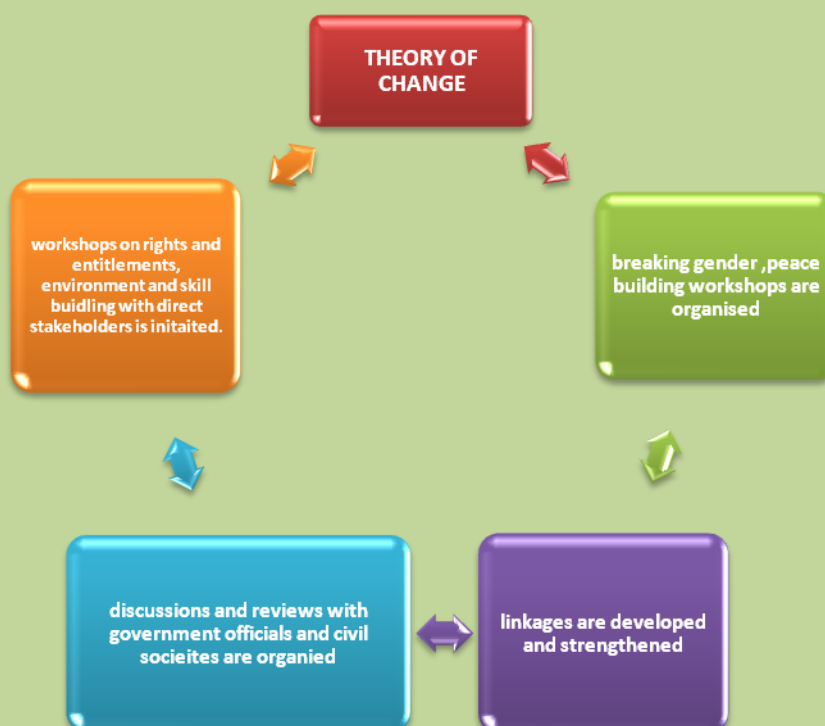 THEORY OF
CHANGE
workshops on rights and
entitlements,
environment and skill
buidling with direct
stakeholders is initaited.
breaking gender ,peace
building workshops are
organised
discussions and reviews with
government officials and civil
socieites are organied
linkages are developed
and strengthened